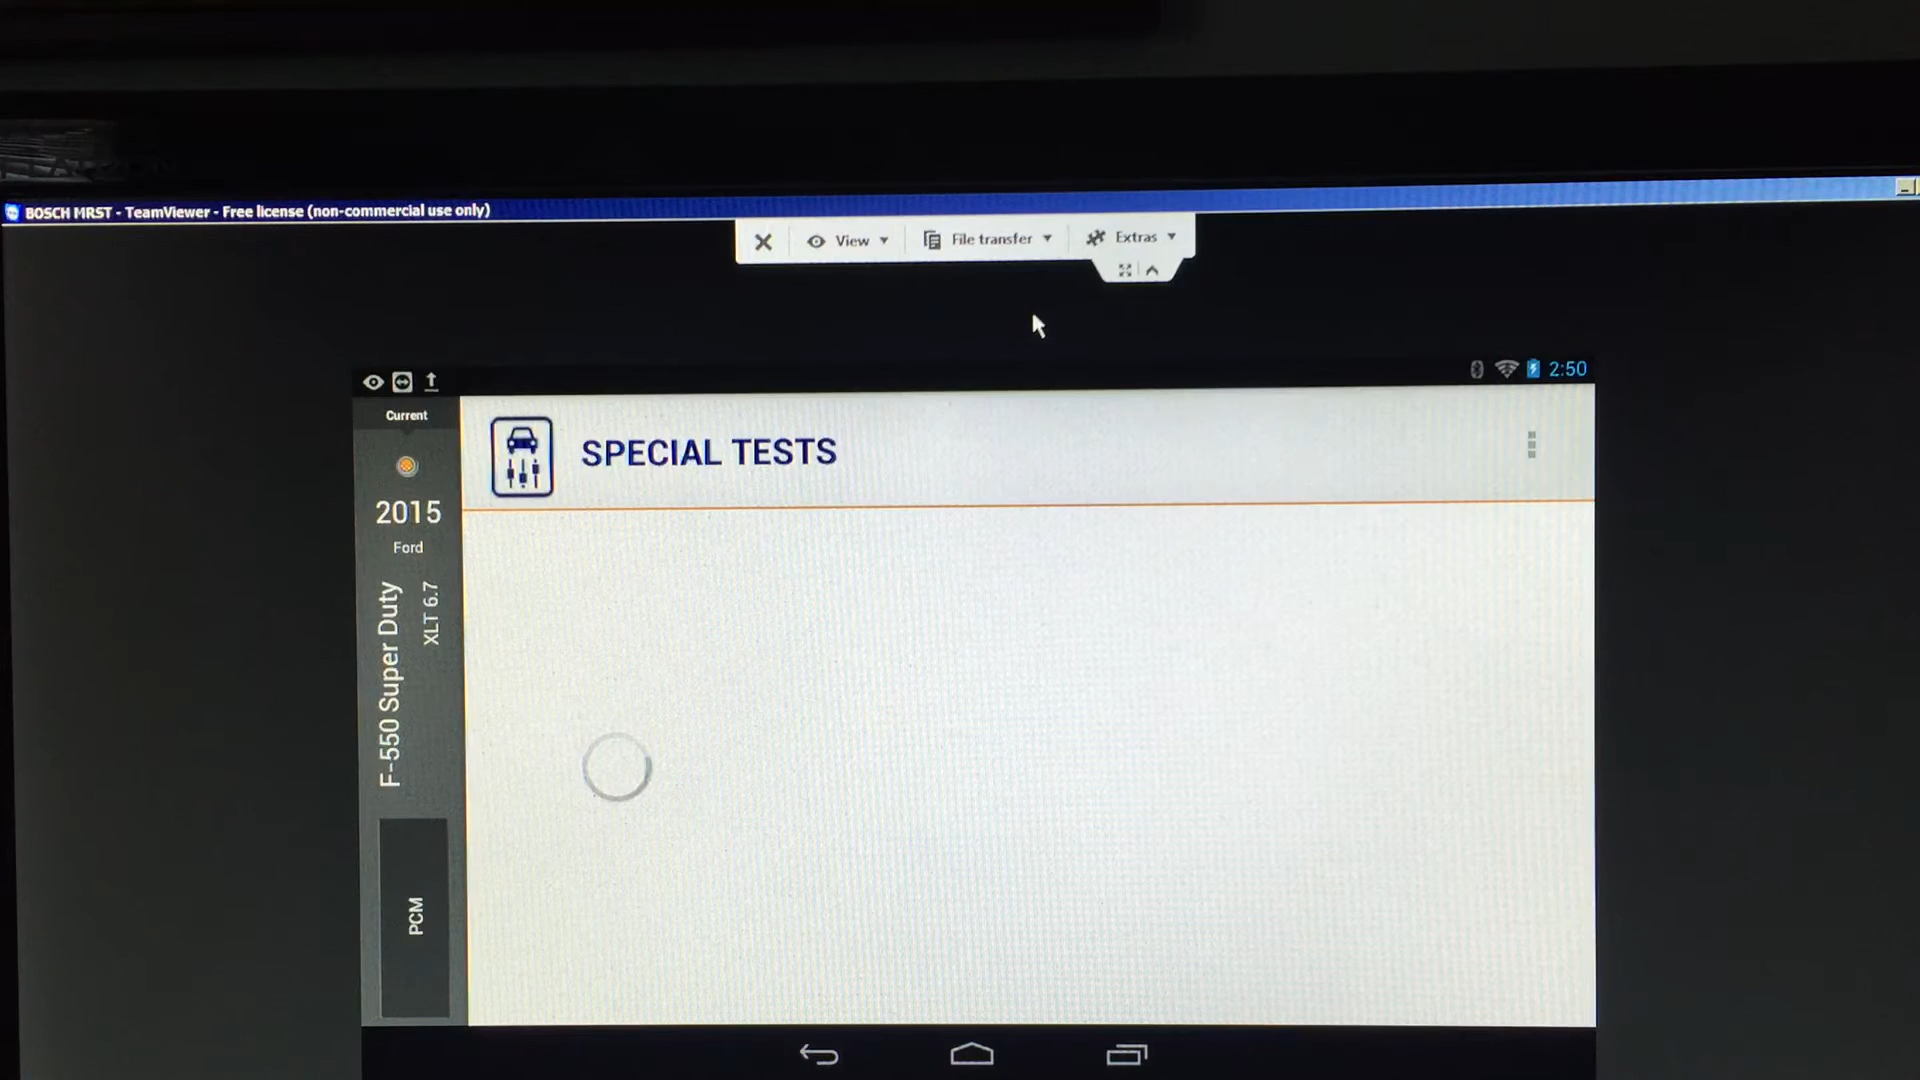 BOSCH MRST - TeamViewer - Free license (non-commercial use only)
View
File transfer
Extras
2:50
Current
SPECIAL TESTS
2015
Ford
F-550 Super Duty
XLT 6.7
PCM